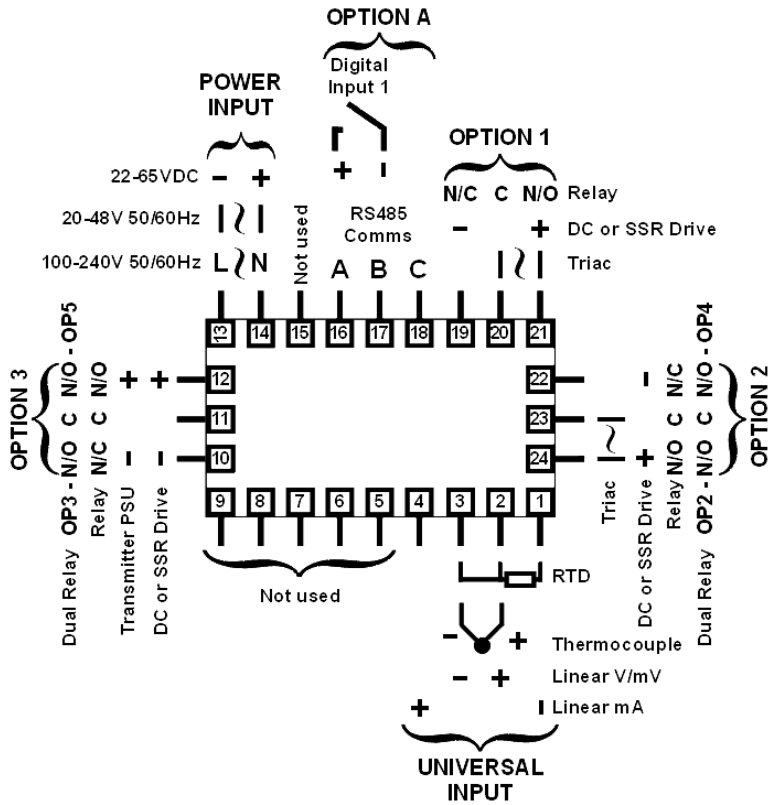 OPTION A
Digital
Input 1
POWER
INPUT
OPTION 1
+ −
22-65VDC − +
N/C C N/O Relay
20-48V 50/60Hz
RS485
Comms
− + DC or SSR Drive
Not used
100-240V 50/60Hz L N
A B C
Triac
13 14 15 16 17 18 19 20 21
12
11
10
22
23
24
9 8 7 6 5 4 3 2 1
OPTION 3
Dual Relay OP3 - N/O C N/O - OP5
Relay N/C C N/O
Transmitter PSU − +
DC or SSR Drive − +
Triac
DC or SSR Drive + −
Relay N/O C N/C
Dual Relay OP2 - N/O C N/O - OP4
OPTION 2
Not used
RTD
− + Thermocouple
− + Linear V/mV
+ − Linear mA
UNIVERSAL
INPUT